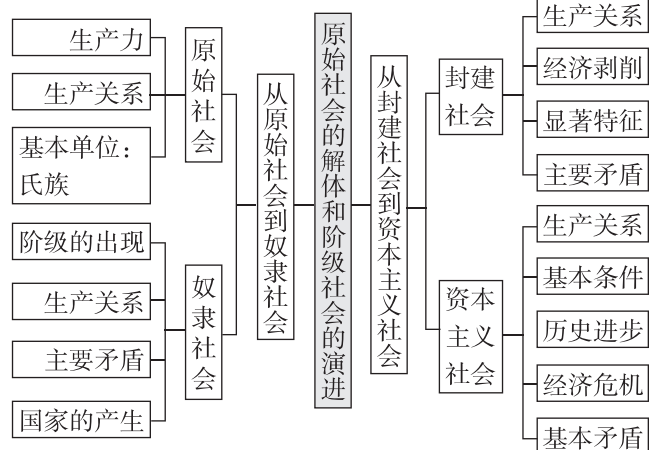 生产力
生产关系
基本单位：
氏族
原始社会
阶级的出现
生产关系
主要矛盾
国家的产生
奴隶社会
从原始社会到奴隶社会
原始社会的解体和阶级社会的演进
从封建社会到资本主义社会
封建
社会
生产关系
经济剥削
显著特征
主要矛盾
资本
主义
社会
生产关系
基本条件
历史进步
经济危机
基本矛盾